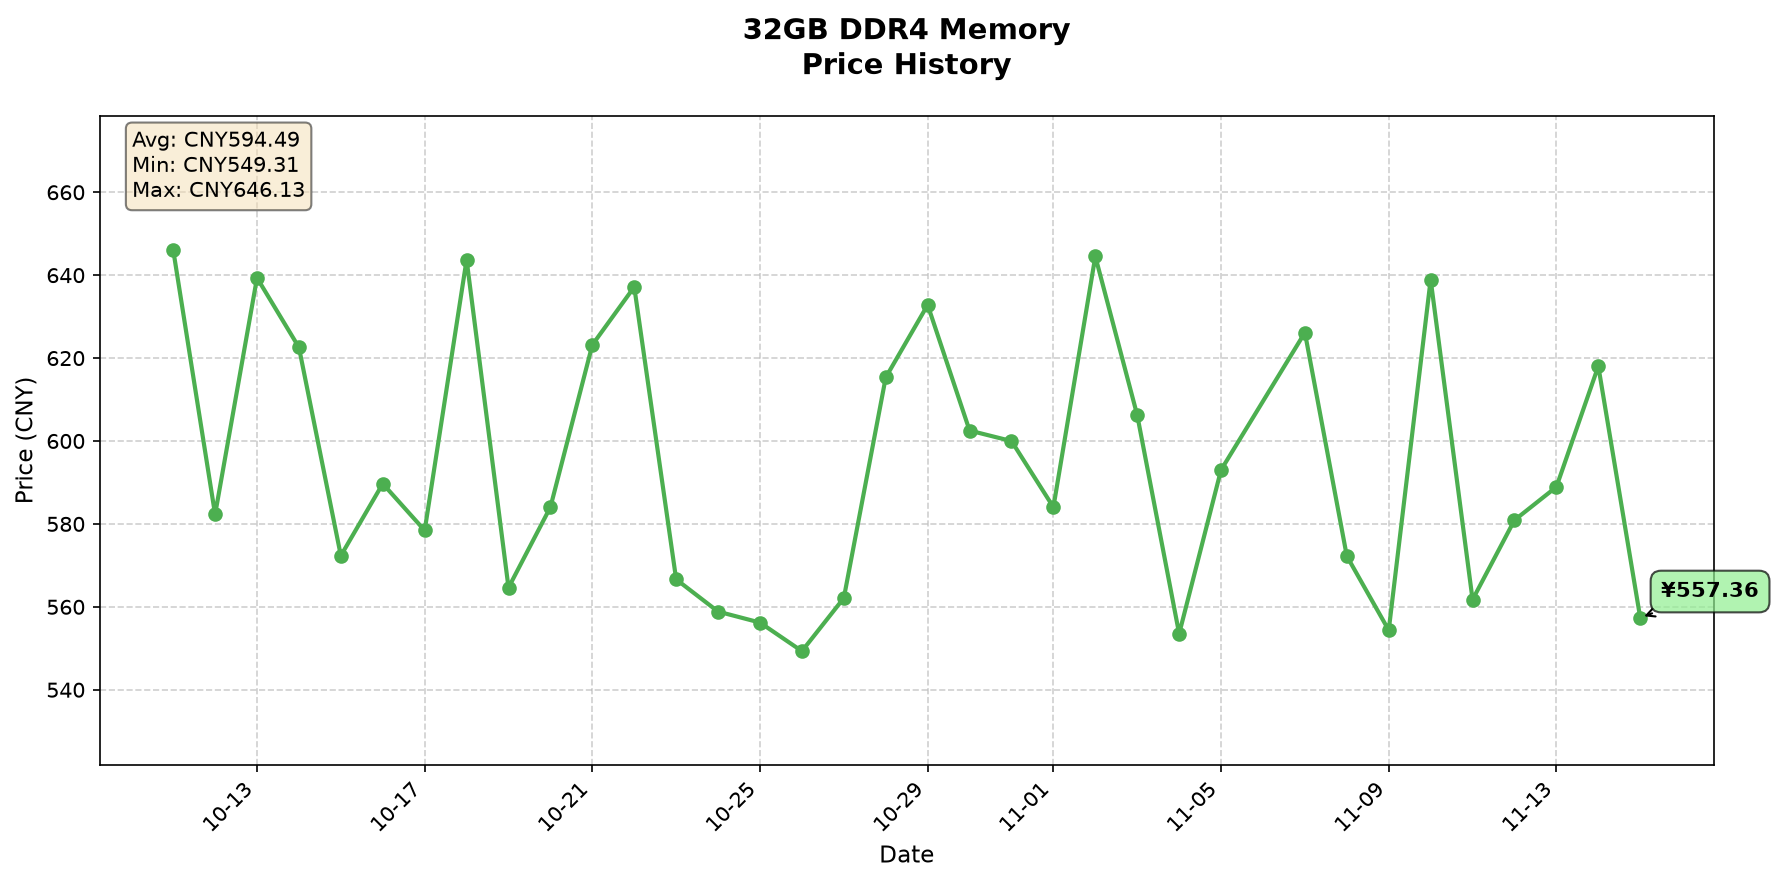 32GB DDR4 Memory
Price History
Avg: CNY594.49
Min: CNY549.31
Max: CNY646.13
660
640
620
600
580
560
540
Price (CNY)
¥557.36
10-13
10-17
10-21
10-25
10-29
11-01
11-05
11-09
11-13
Date